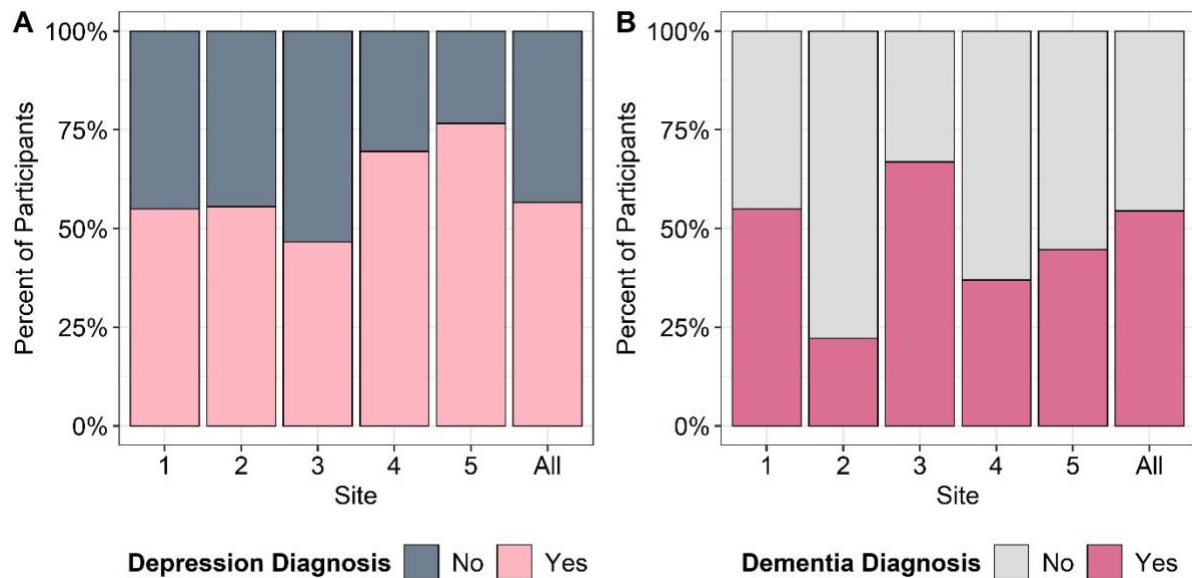 A
Percent of Participants
100%
75%
50%
25%
0%
1 2 3 4 5 All
Site
Depression Diagnosis No Yes
B
Percent of Participants
100%
75%
50%
25%
0%
1 2 3 4 5 All
Site
Dementia Diagnosis No Yes